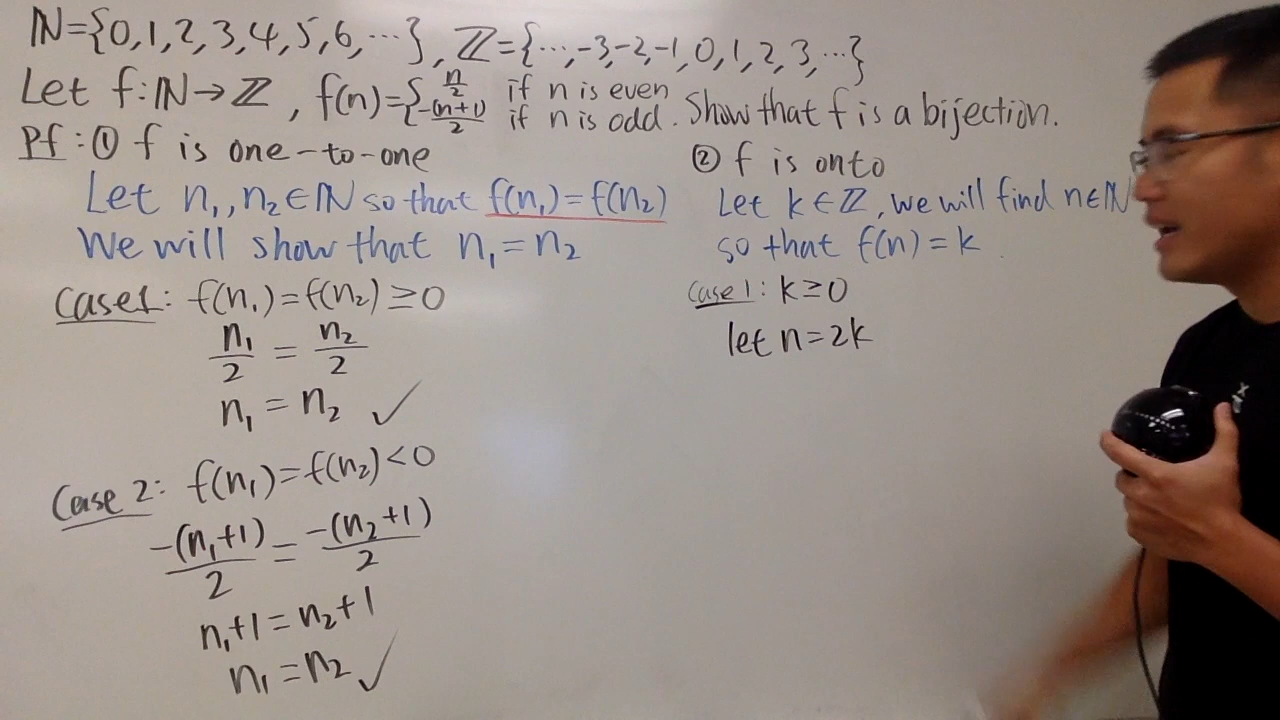 ℕ={0,1,2,3,4,5,6,⋯}, ℤ={⋯,-3,-2,-1,0,1,2,3,⋯}
Let f:ℕ→ℤ, f(n)={ n/2 if n is even
-(n+1)/2 if n is odd. Show that f is a bijection.
Pf: ① f is one-to-one
Let n₁,n₂∈ℕ so that f(n₁)=f(n₂)
We will show that n₁=n₂
Case1: f(n₁)=f(n₂)≥0
n₁/2 = n₂/2
n₁ = n₂ ✓
Case 2: f(n₁)=f(n₂)<0
-(n₁+1)/2 = -(n₂+1)/2
n₁+1=n₂+1
n₁=n₂ ✓
② f is onto
Let k∈ℤ, we will find n∈ℕ
so that f(n)=k.
Case 1: k≥0
let n=2k